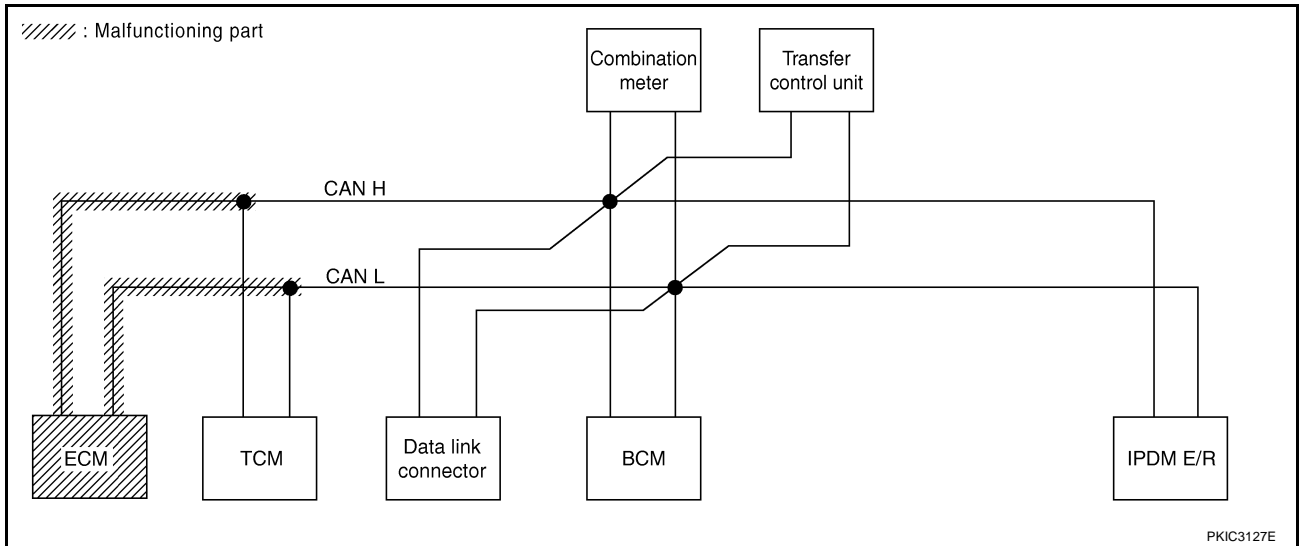 : Malfunctioning part
Combination
meter
Transfer
control unit
CAN H
CAN L
ECM
TCM
Data link
connector
BCM
IPDM E/R
PKIC3127E